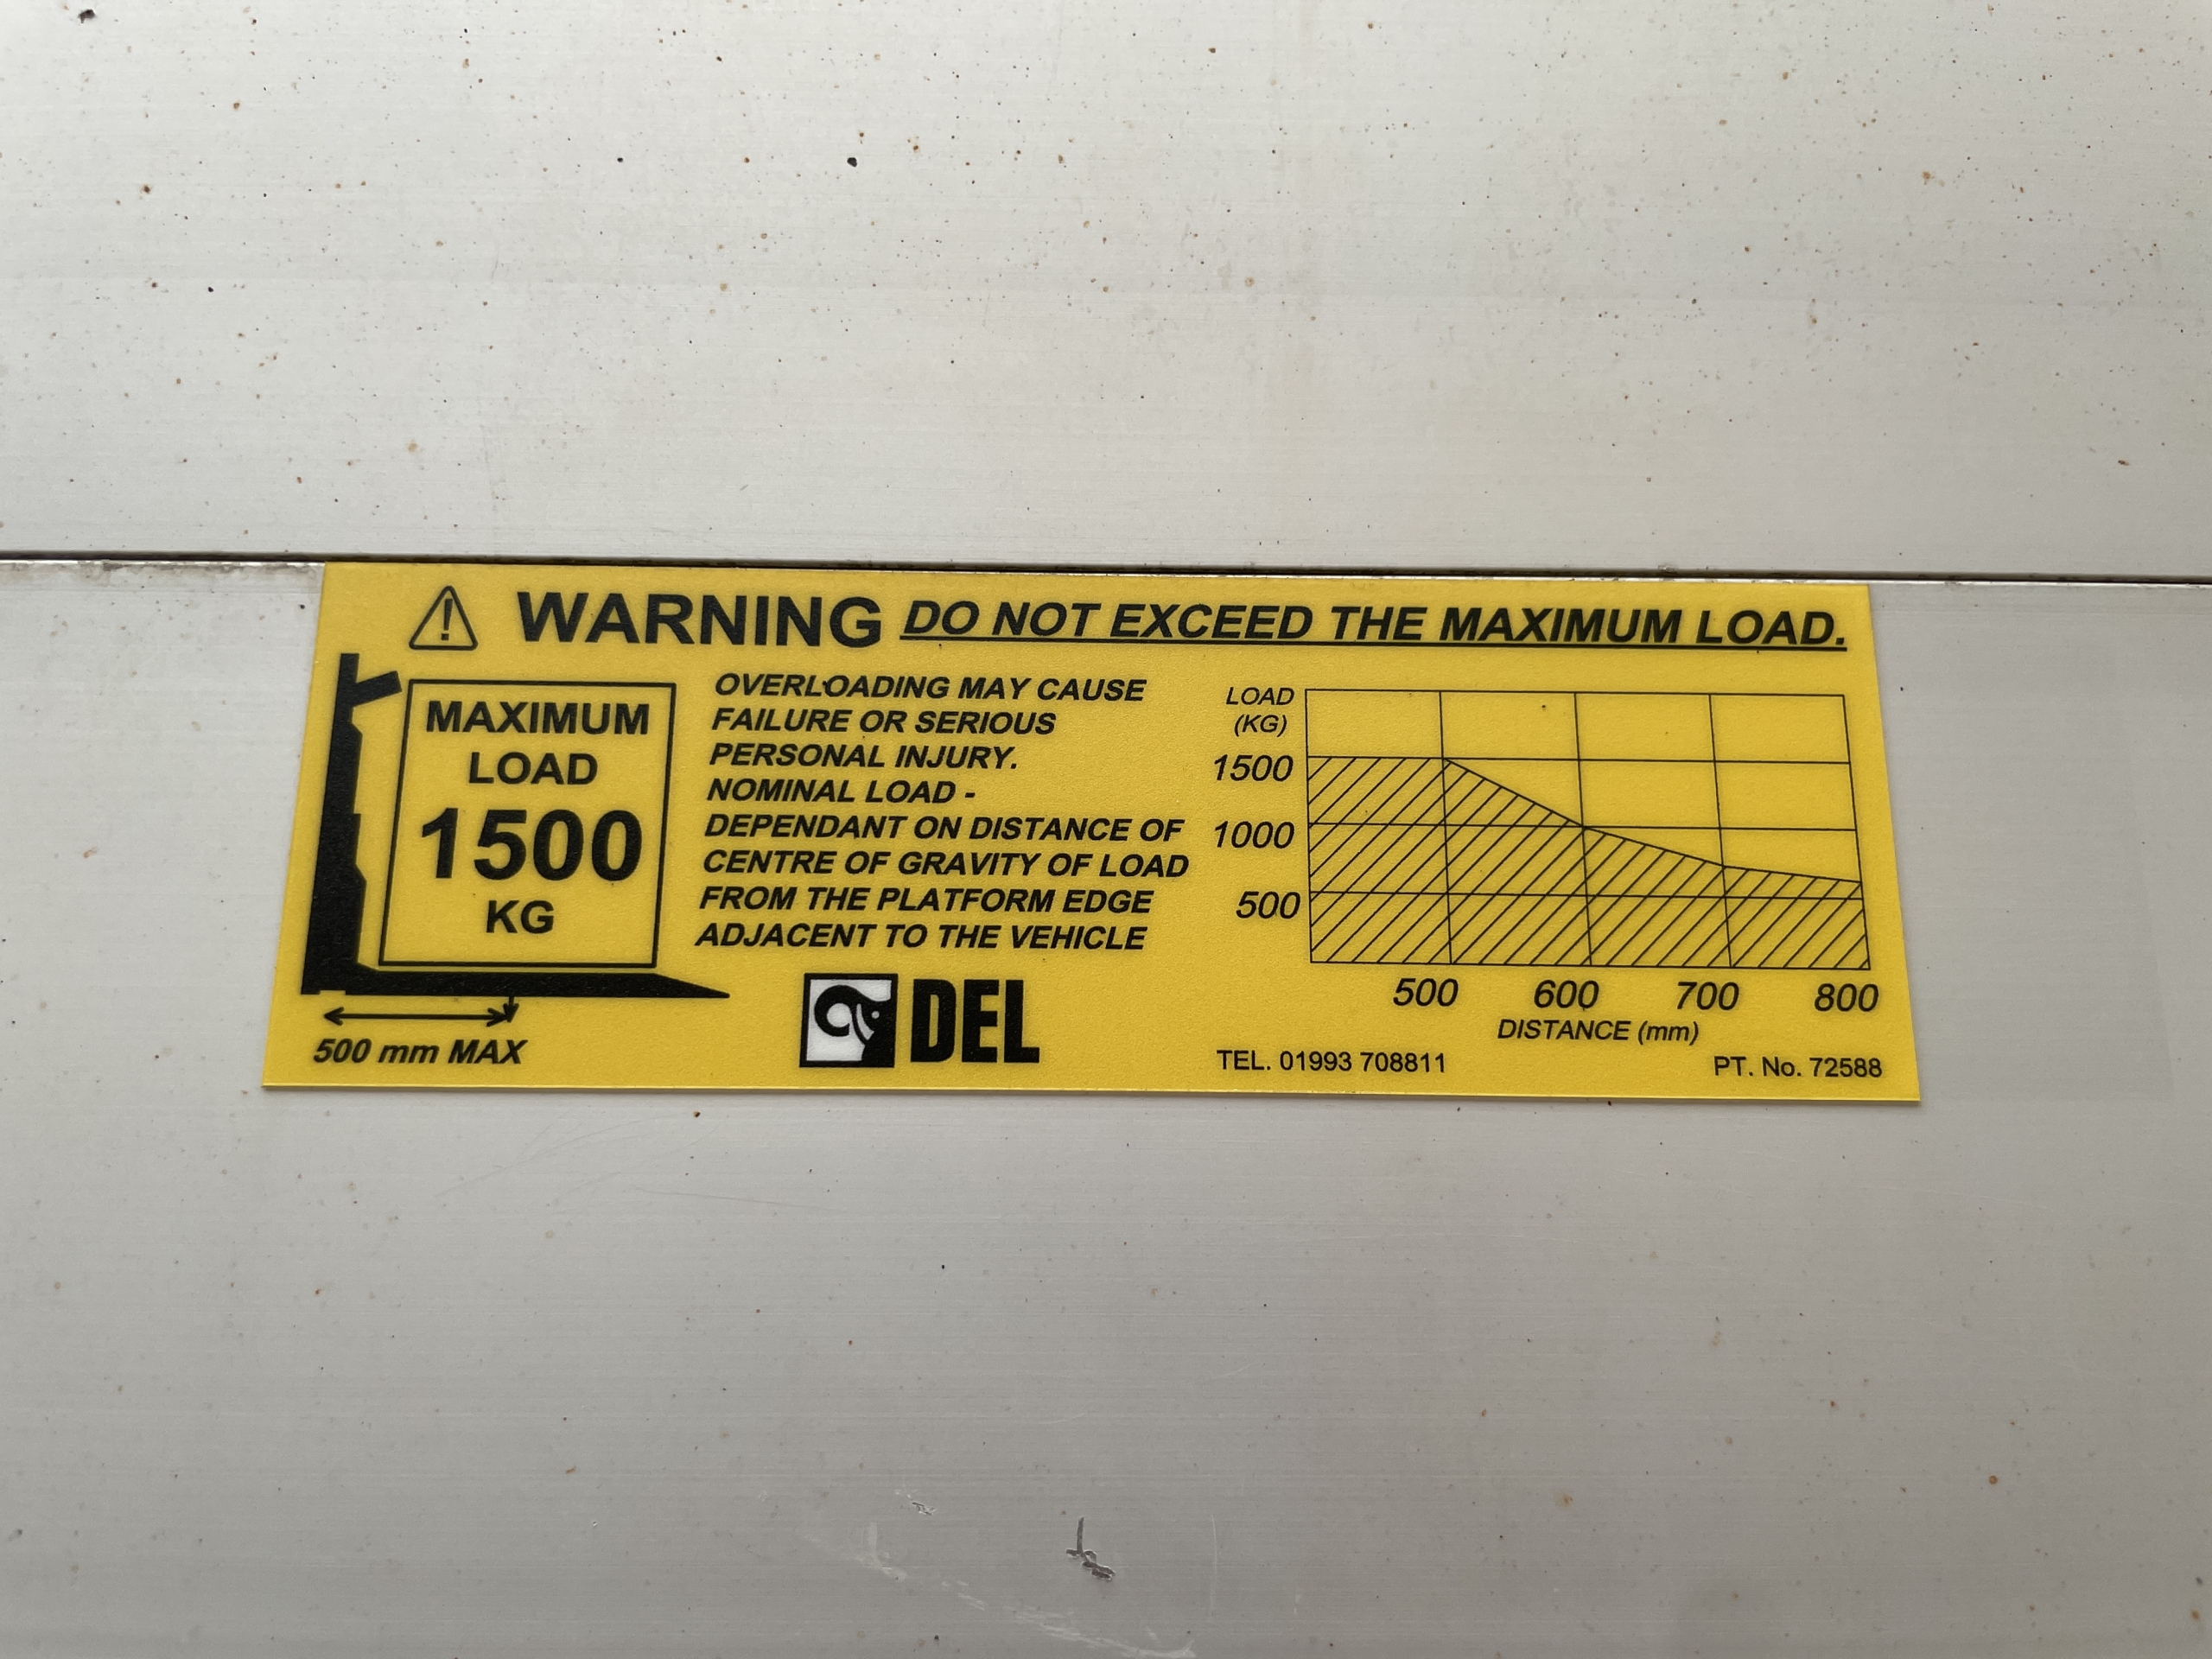 WARNING DO NOT EXCEED THE MAXIMUM LOAD.
MAXIMUM
LOAD
1500
KG
500 mm MAX
OVERLOADING MAY CAUSE
FAILURE OR SERIOUS
PERSONAL INJURY.
NOMINAL LOAD -
DEPENDANT ON DISTANCE OF
CENTRE OF GRAVITY OF LOAD
FROM THE PLATFORM EDGE
ADJACENT TO THE VEHICLE
DEL
LOAD
(KG)
1500
1000
500
500 600 700 800
DISTANCE (mm)
TEL. 01993 708811
PT. No. 72588